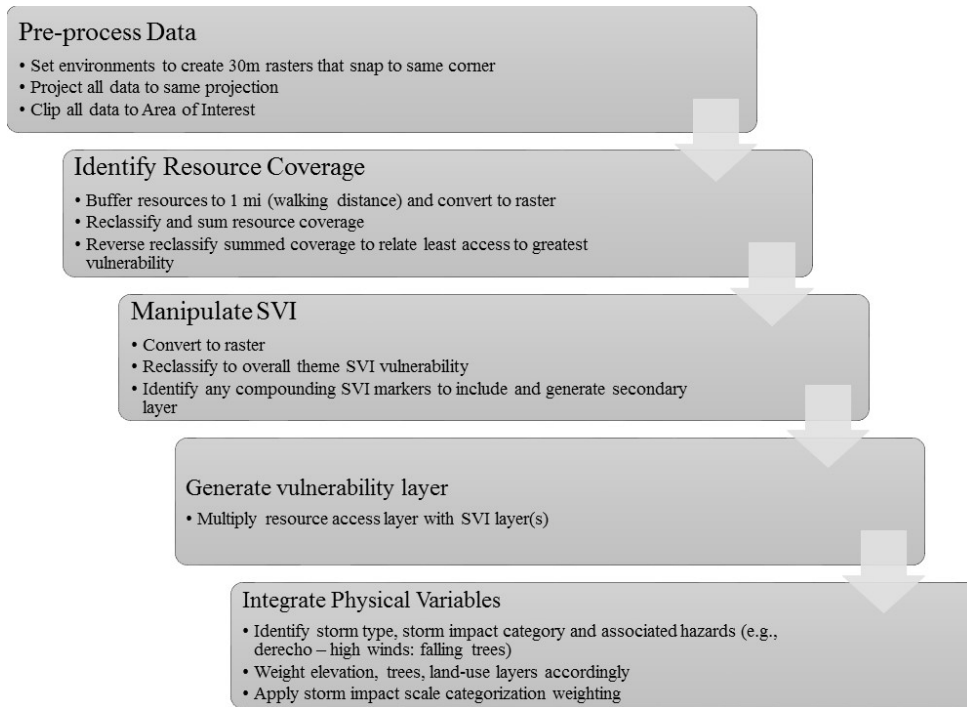 Pre-process Data
• Set environments to create 30m rasters that snap to same corner
• Project all data to same projection
• Clip all data to Area of Interest
Identify Resource Coverage
• Buffer resources to 1 mi (walking distance) and convert to raster
• Reclassify and sum resource coverage
• Reverse reclassify summed coverage to relate least access to greatest
vulnerability
Manipulate SVI
• Convert to raster
• Reclassify to overall theme SVI vulnerability
• Identify any compounding SVI markers to include and generate secondary
layer
Generate vulnerability layer
• Multiply resource access layer with SVI layer(s)
Integrate Physical Variables
• Identify storm type, storm impact category and associated hazards (e.g.,
derecho – high winds: falling trees)
• Weight elevation, trees, land-use layers accordingly
• Apply storm impact scale categorization weighting